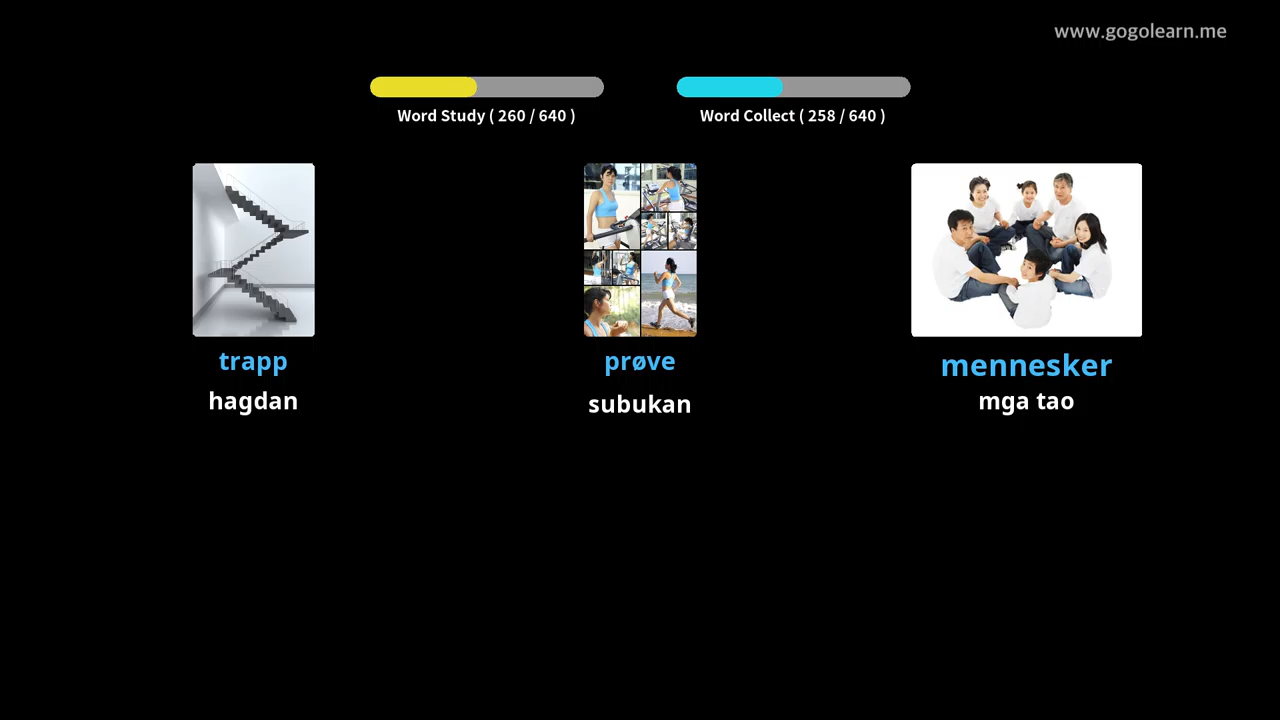 www.gogolearn.me
Word Study ( 260 / 640 )
Word Collect ( 258 / 640 )
trapp
hagdan
prøve
subukan
mennesker
mga tao